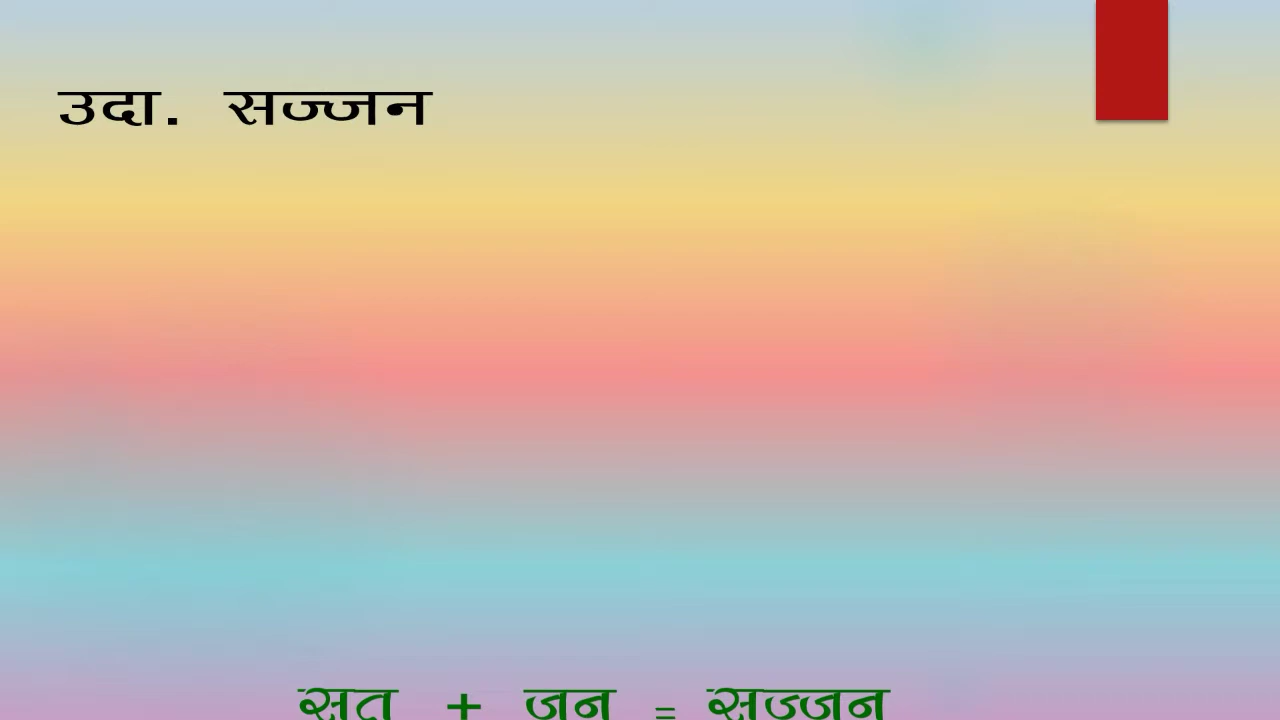 उदा. सज्जन
सत + जन = सज्जन